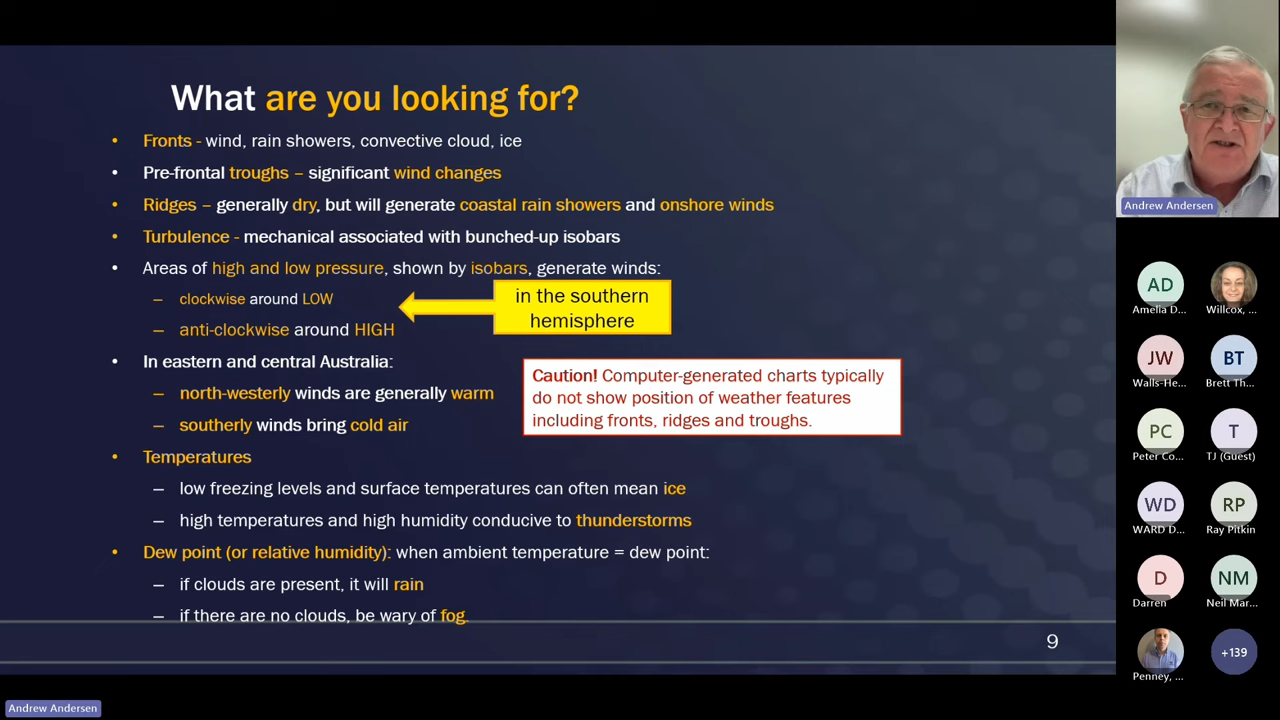 What are you looking for?
• Fronts - wind, rain showers, convective cloud, ice
• Pre-frontal troughs – significant wind changes
• Ridges – generally dry, but will generate coastal rain showers and onshore winds
• Turbulence - mechanical associated with bunched-up isobars
• Areas of high and low pressure, shown by isobars, generate winds:
– clockwise around LOW
– anti-clockwise around HIGH
in the southern
hemisphere
• In eastern and central Australia:
– north-westerly winds are generally warm
– southerly winds bring cold air
Caution! Computer-generated charts typically
do not show position of weather features
including fronts, ridges and troughs.
• Temperatures
– low freezing levels and surface temperatures can often mean ice
– high temperatures and high humidity conducive to thunderstorms
• Dew point (or relative humidity): when ambient temperature = dew point:
– if clouds are present, it will rain
– if there are no clouds, be wary of fog.
9
Andrew Andersen
Andrew Andersen
AD
Amelia D...
Willcox, ...
JW
Walls-He...
BT
Brett Th...
PC
Peter Co...
T
TJ (Guest)
WD
WARD D...
RP
Ray Pitkin
D
Darren
NM
Neil Mar...
Penney, ...
+139